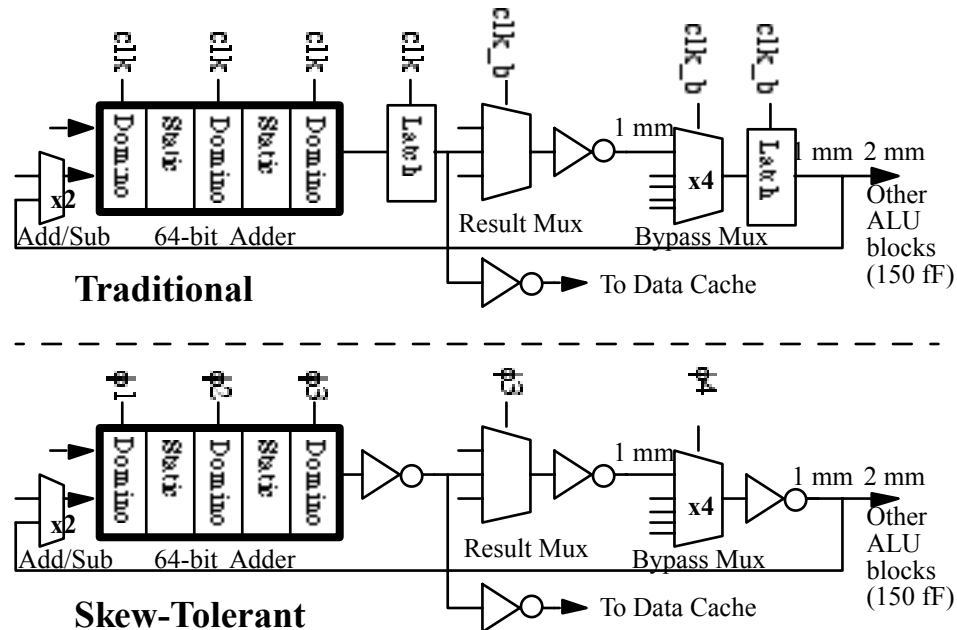 clk clk clk clk clk_b clk_b clk_b
Domino Static Domino Static Domino Latch x4 Latch 1 mm 1 mm 2 mm
x2
Add/Sub 64-bit Adder Result Mux Bypass Mux Other
ALU
blocks
(150 fF)
Traditional To Data Cache
ϕ1 ϕ2 ϕ3 ϕ3 ϕ4
Domino Static Domino Static Domino 1 mm x4 1 mm 2 mm
x2
Add/Sub 64-bit Adder Result Mux Bypass Mux Other
ALU
blocks
(150 fF)
Skew-Tolerant To Data Cache